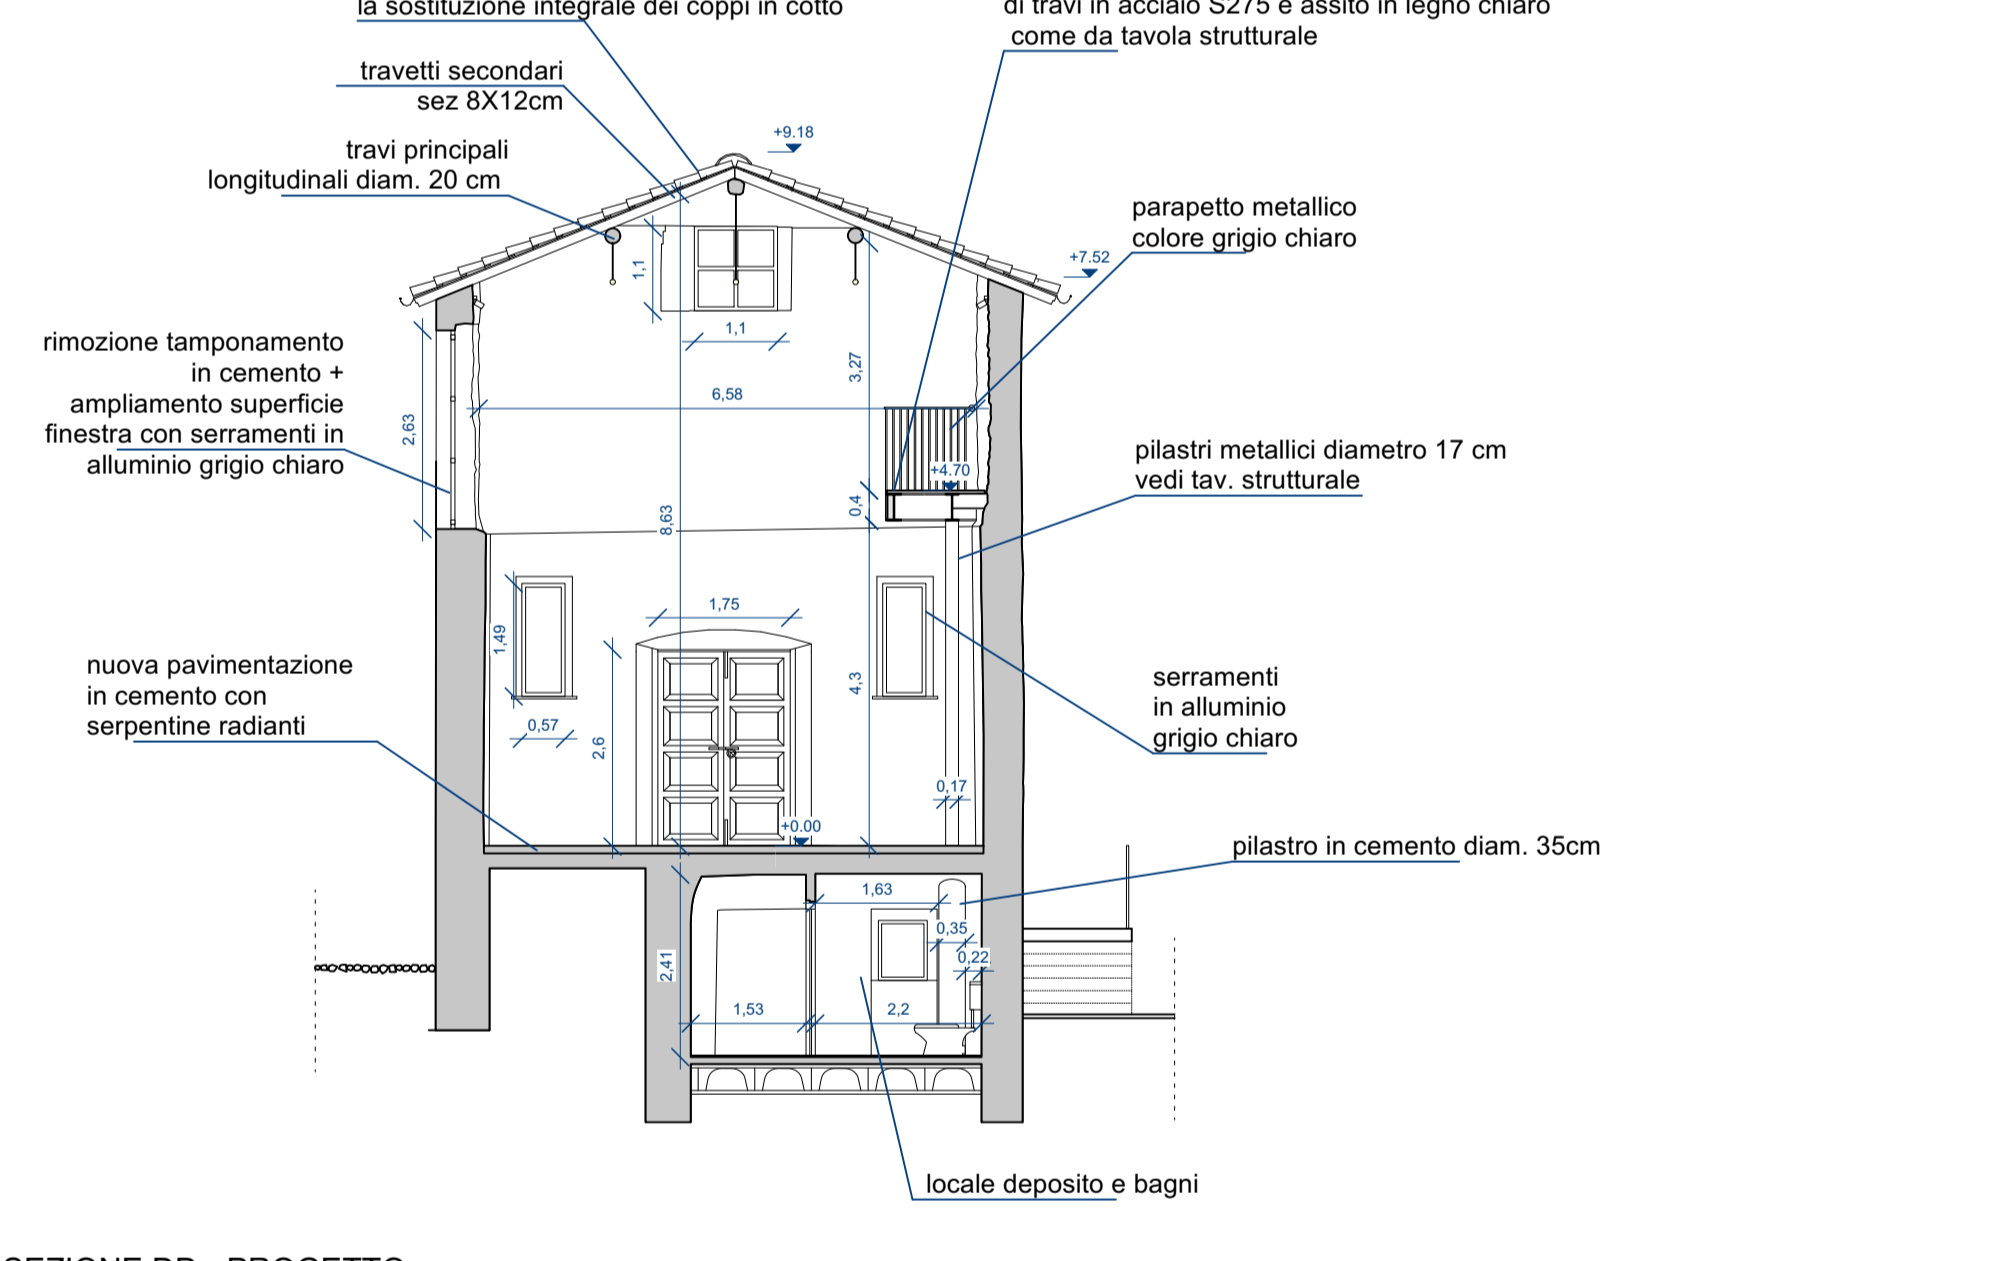 la sostituzione integrale dei coppi in cotto
di travi in acciaio S275 e assito in legno chiaro
come da tavola strutturale
travetti secondari
sez 8X12cm
travi principali
longitudinali diam. 20 cm
+9.18
parapetto metallico
colore grigio chiaro
+7.52
1,1
1,1
rimozione tamponamento
in cemento +
ampliamento superficie
finestra con serramenti in
alluminio grigio chiaro
2,63
6,58
3,27
pilastri metallici diametro 17 cm
vedi tav. strutturale
+4.70
0,4
8,63
1,75
1,49
0,57
2,6
4,3
nuova pavimentazione
in cemento con
serpentine radianti
serramenti
in alluminio
grigio chiaro
0,17
+0.00
pilastro in cemento diam. 35cm
1,63
0,35
0,22
2,41
1,53
2,2
locale deposito e bagni